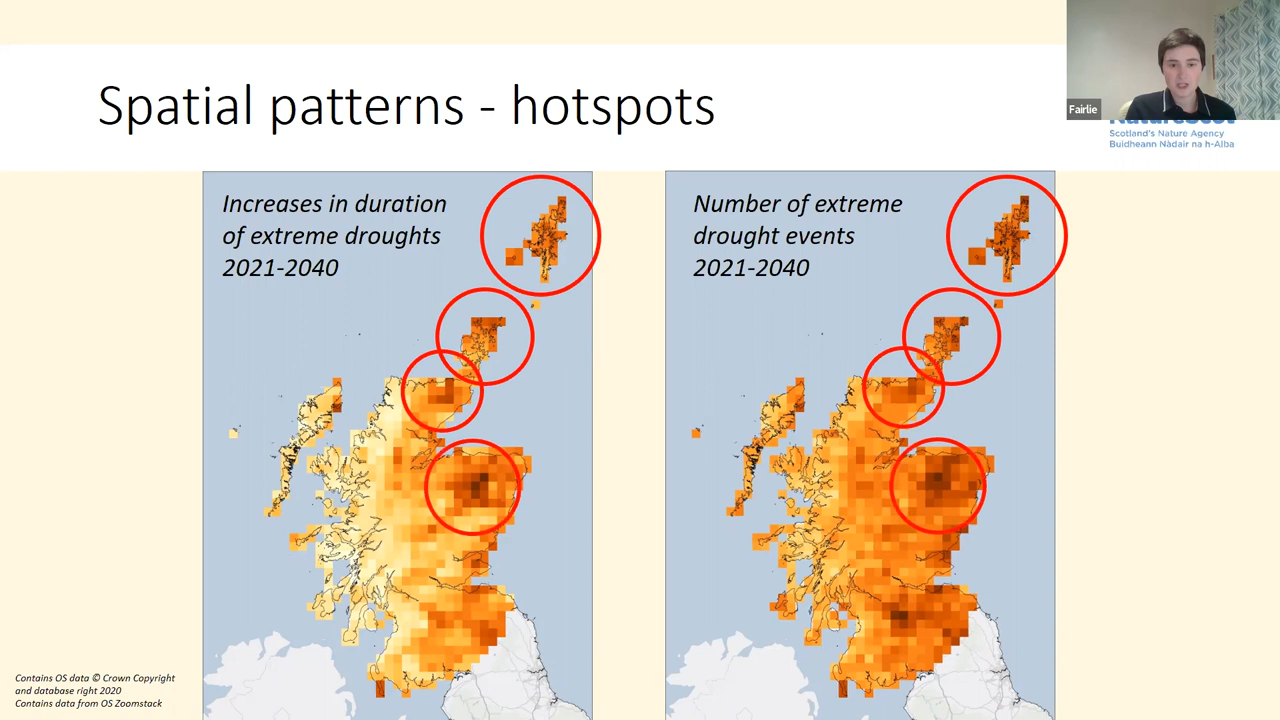 Spatial patterns - hotspots
Fairlie
NatureScot
Scotland's Nature Agency
Buidheann Nàdair na h-Alba
Increases in duration
of extreme droughts
2021-2040
Number of extreme
drought events
2021-2040
Contains OS data © Crown Copyright
and database right 2020
Contains data from OS Zoomstack